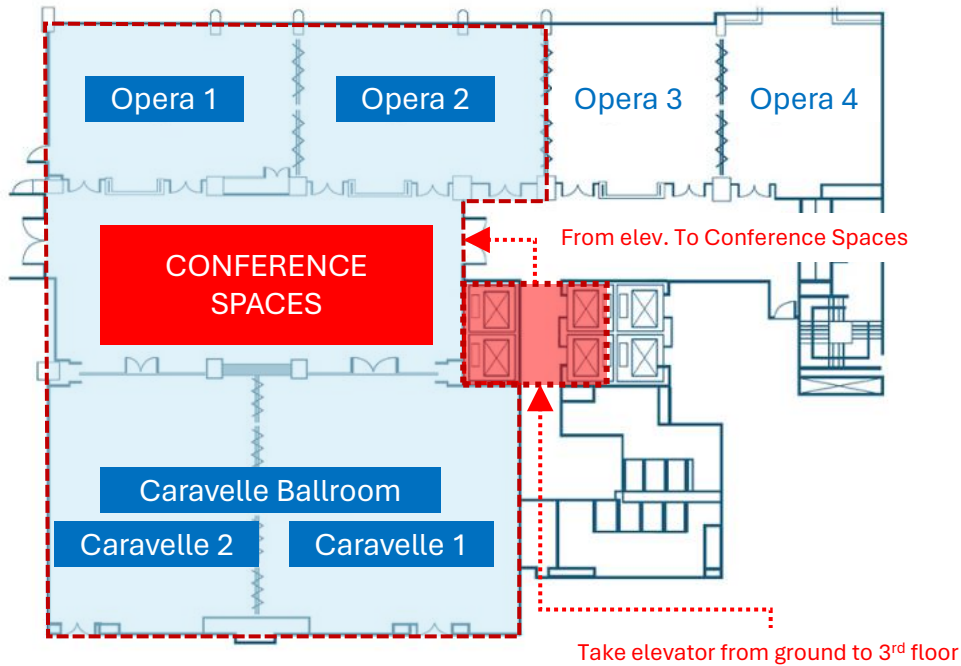 Opera 1
Opera 2
Opera 3
Opera 4
From elev. To Conference Spaces
CONFERENCE
SPACES
Caravelle Ballroom
Caravelle 2
Caravelle 1
Take elevator from ground to 3rd floor